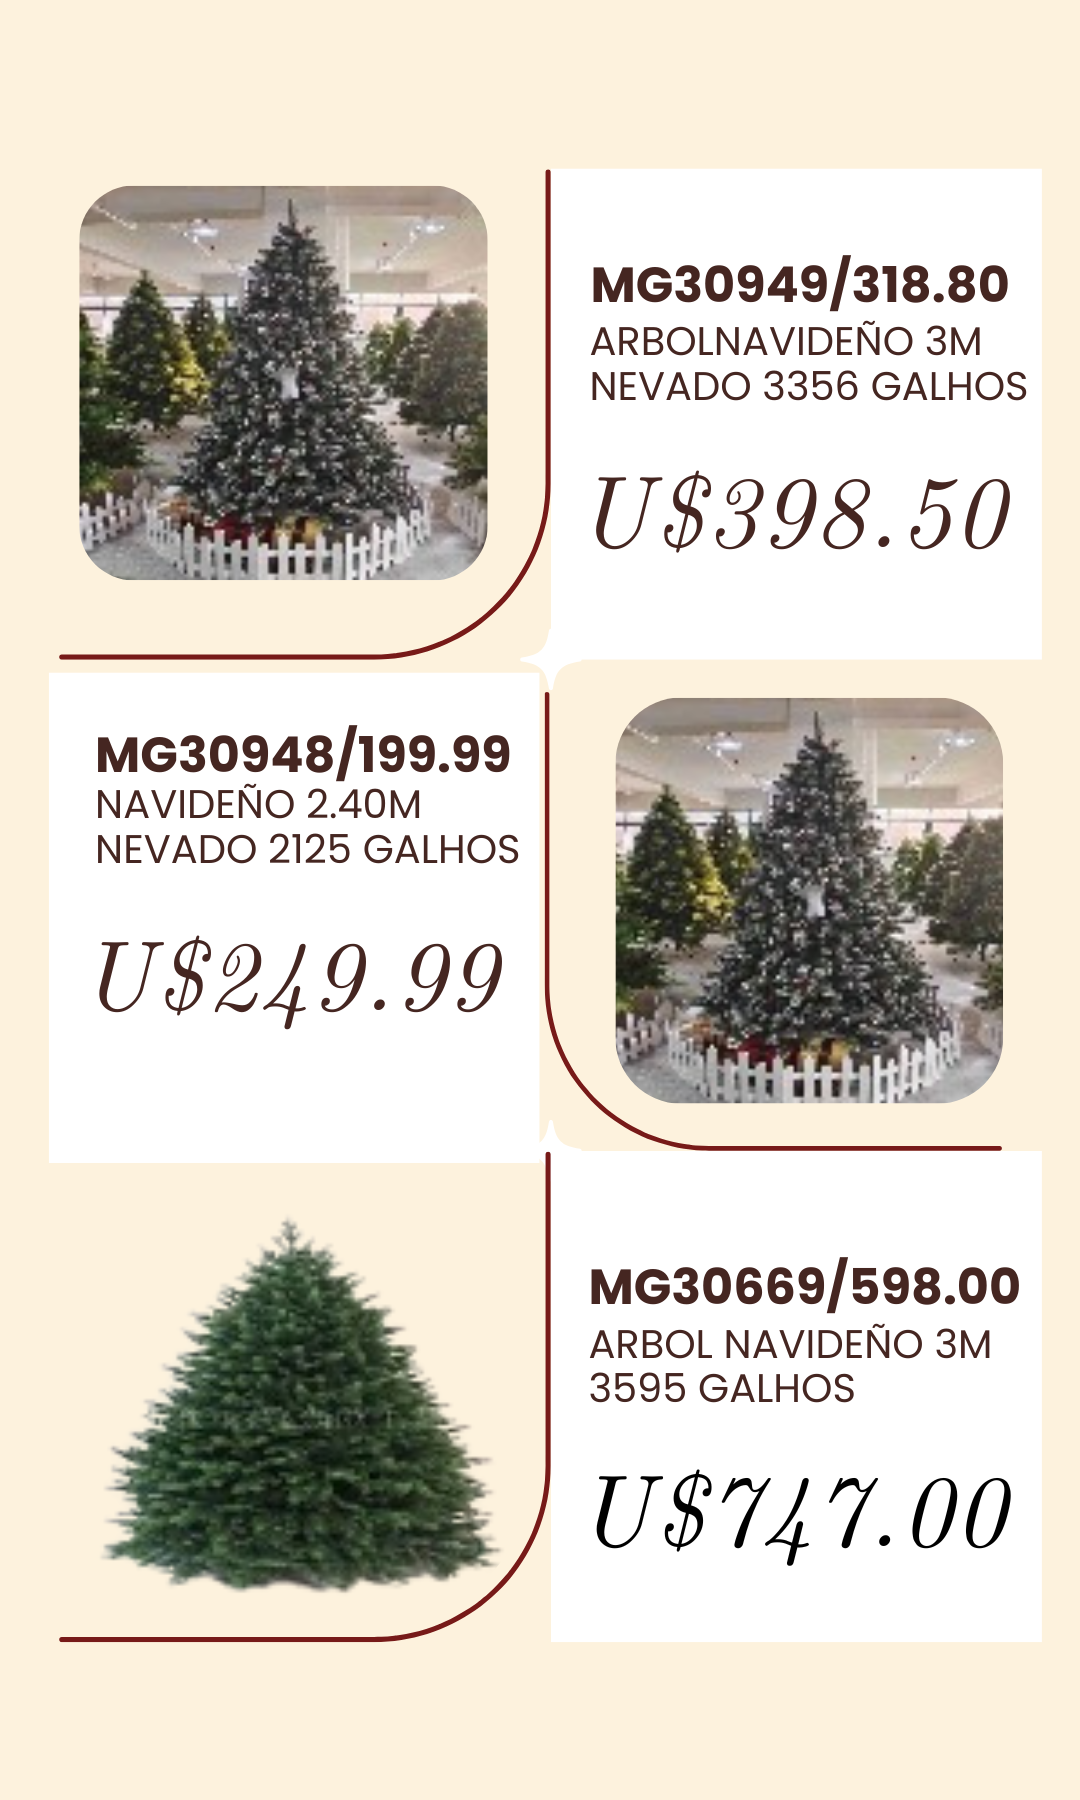 MG30949/318.80
ARBOLNAVIDEÑO 3M
NEVADO 3356 GALHOS
U$398.50
MG30948/199.99
NAVIDEÑO 2.40M
NEVADO 2125 GALHOS
U$249.99
MG30669/598.00
ARBOL NAVIDEÑO 3M
3595 GALHOS
U$747.00